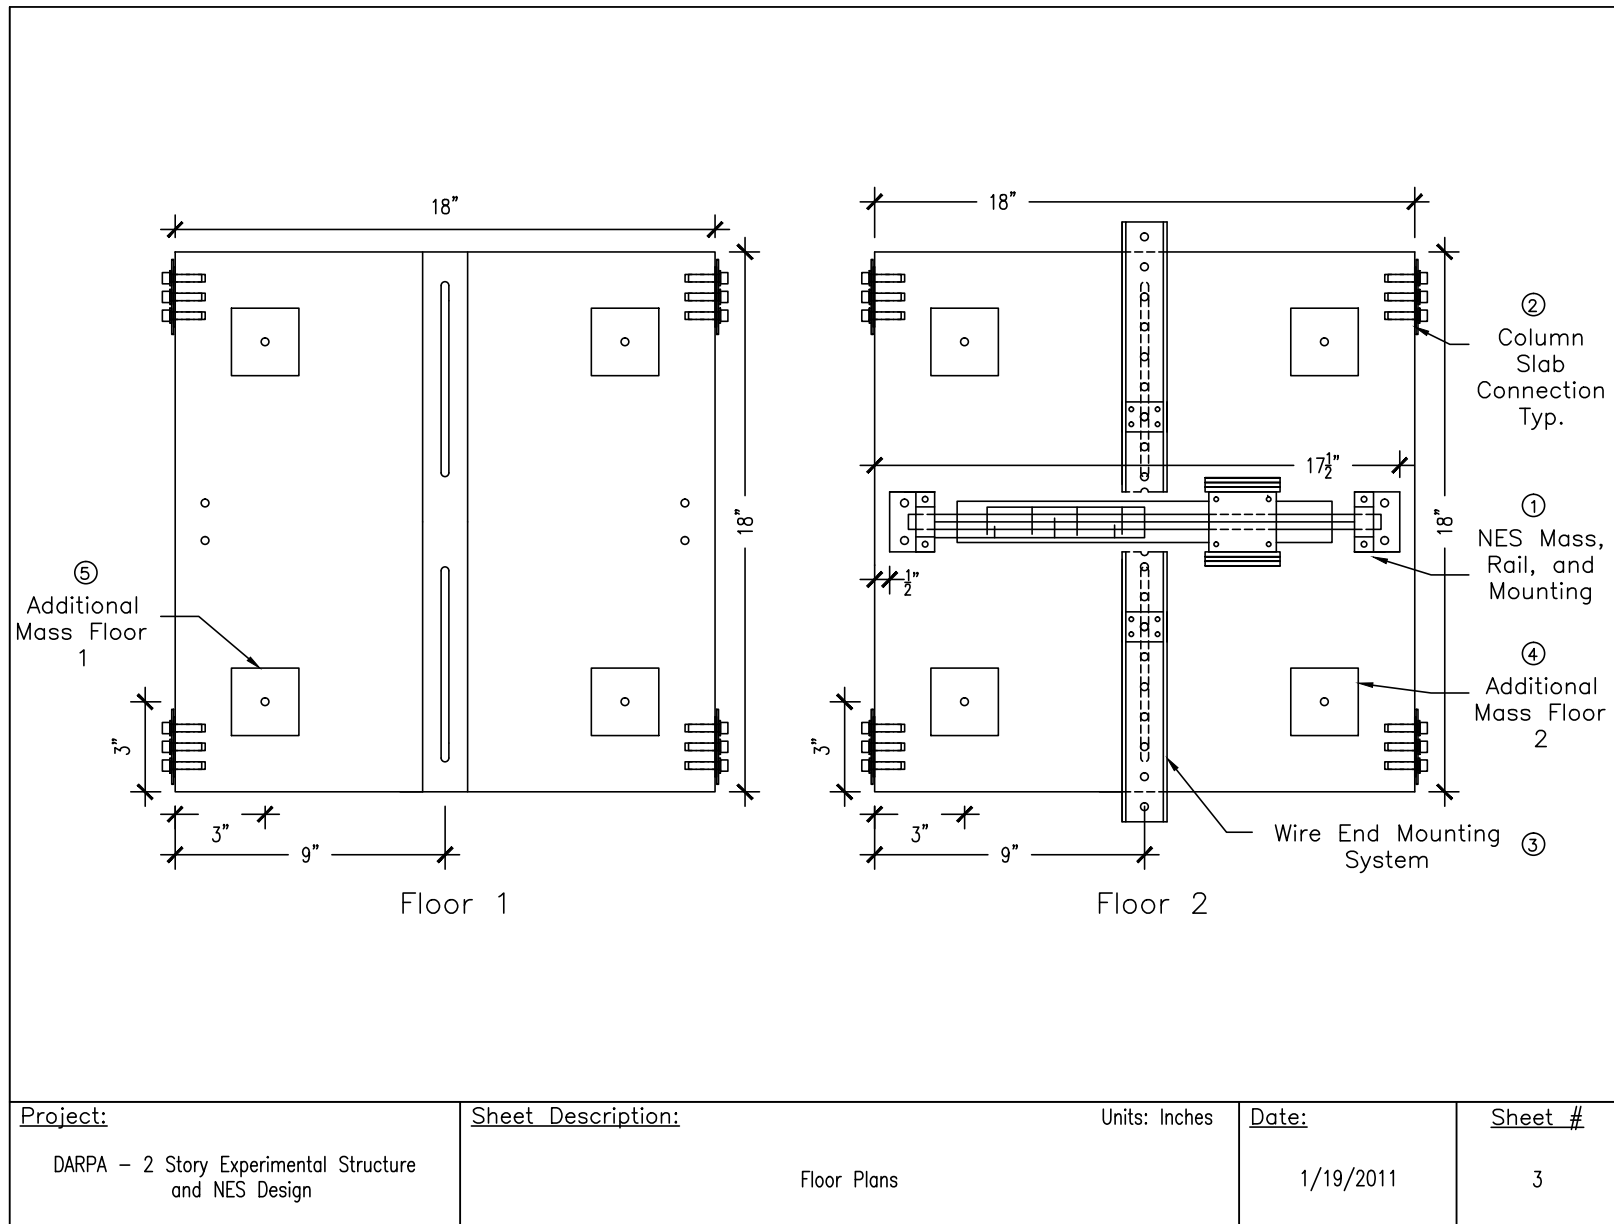 18"
18"
3"
3"
9"
⑤
Additional
Mass Floor
1
Floor 1
18"
17½"
18"
½"
3"
3"
9"
②
Column
Slab
Connection
Typ.
①
NES Mass,
Rail, and
Mounting
④
Additional
Mass Floor
2
Wire End Mounting
System
③
Floor 2
Project:
DARPA – 2 Story Experimental Structure
and NES Design
Sheet Description:
Units: Inches
Floor Plans
Date:
1/19/2011
Sheet #
3